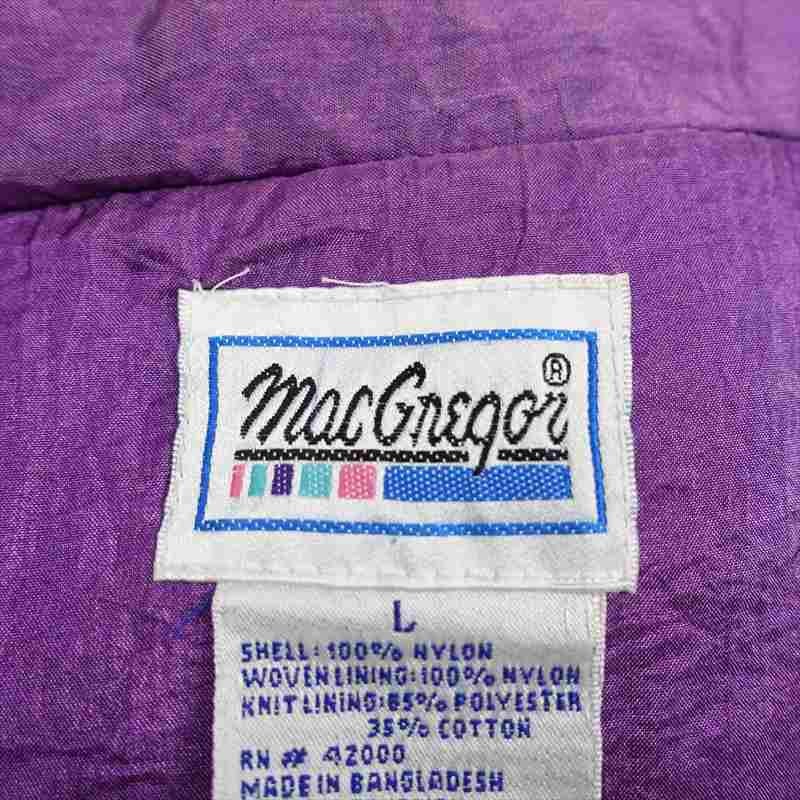 MacGregor®
L
SHELL: 100% NYLON
WOVEN LINING: 100% NYLON
KNIT LINING: 65% POLYESTER
35% COTTON
RN # 42000
MADE IN BANGLADESH